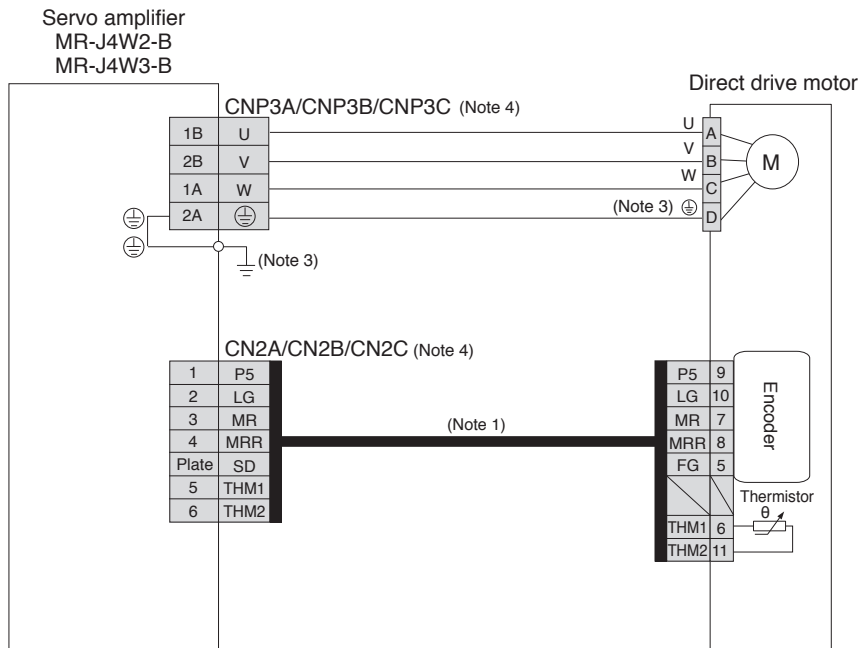 Servo amplifier
MR-J4W2-B
MR-J4W3-B
Direct drive motor
CNP3A/CNP3B/CNP3C (Note 4)
1B U
2B V
1A W
2A
U A
V B
W C
(Note 3) D
M
(Note 3)
CN2A/CN2B/CN2C (Note 4)
1 P5
2 LG
3 MR
4 MRR
Plate SD
5 THM1
6 THM2
(Note 1)
P5 9
LG 10
MR 7
MRR 8
FG 5
THM1 6
THM2 11
Encoder
Thermistor
θ